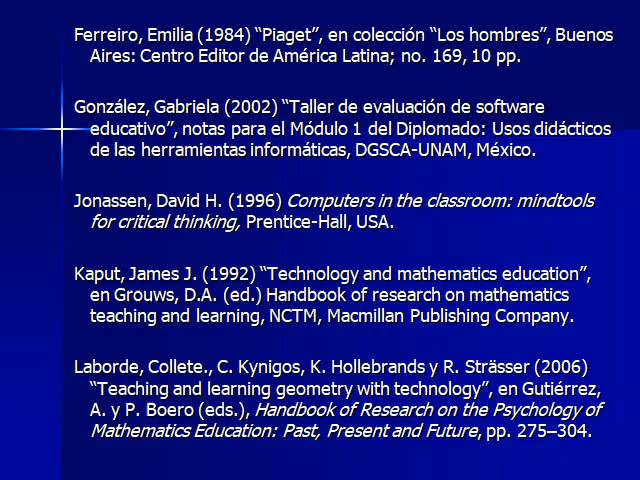 Ferreiro, Emilia (1984) “Piaget”, en colección “Los hombres”, Buenos
Aires: Centro Editor de América Latina; no. 169, 10 pp.
González, Gabriela (2002) “Taller de evaluación de software
educativo”, notas para el Módulo 1 del Diplomado: Usos didácticos
de las herramientas informáticas, DGSCA-UNAM, México.
Jonassen, David H. (1996) Computers in the classroom: mindtools
for critical thinking, Prentice-Hall, USA.
Kaput, James J. (1992) “Technology and mathematics education”,
en Grouws, D.A. (ed.) Handbook of research on mathematics
teaching and learning, NCTM, Macmillan Publishing Company.
Laborde, Collete., C. Kynigos, K. Hollebrands y R. Strässer (2006)
“Teaching and learning geometry with technology”, en Gutiérrez,
A. y P. Boero (eds.), Handbook of Research on the Psychology of
Mathematics Education: Past, Present and Future, pp. 275–304.